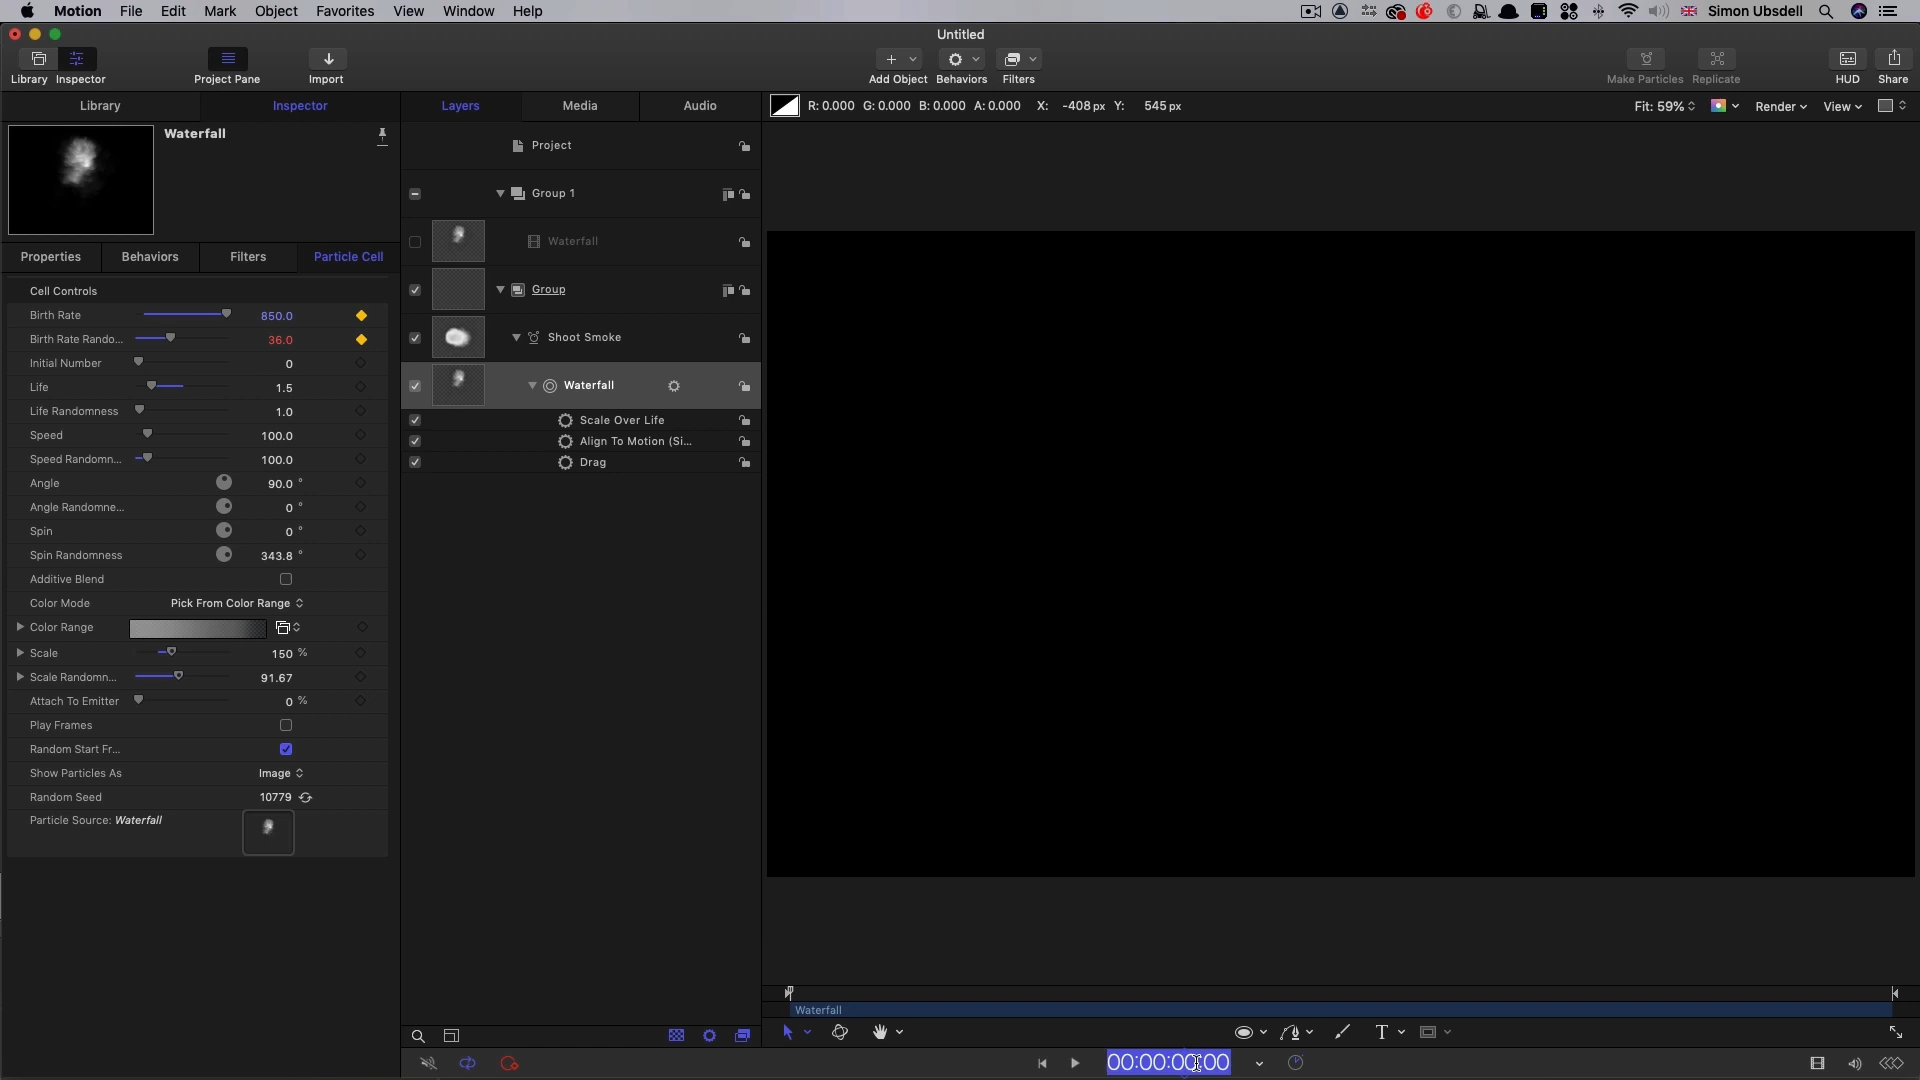 Motion File Edit Mark Object Favorites View Window Help Simon Ubsdell
Untitled
Library Inspector Project Pane Import Add Object Behaviors Filters Make Particles Replicate HUD Share
Library Inspector Layers Media Audio R: 0.000 G: 0.000 B: 0.000 A: 0.000 X: -408 px Y: 545 px Fit: 59% Render View
Waterfall
Properties Behaviors Filters Particle Cell
Cell Controls
Birth Rate 850.0
Birth Rate Rando... 36.0
Initial Number 0
Life 1.5
Life Randomness 1.0
Speed 100.0
Speed Randomn... 100.0
Angle 90.0 °
Angle Randomne... 0 °
Spin 0 °
Spin Randomness 343.8 °
Additive Blend
Color Mode Pick From Color Range
Color Range
Scale 150 %
Scale Randomn... 91.67
Attach To Emitter 0 %
Play Frames
Random Start Fr...
Show Particles As Image
Random Seed 10779
Particle Source: Waterfall
Project
Group 1
Waterfall
Group
Shoot Smoke
Waterfall
Scale Over Life
Align To Motion (Si...
Drag
Waterfall
T
00:00:00:00